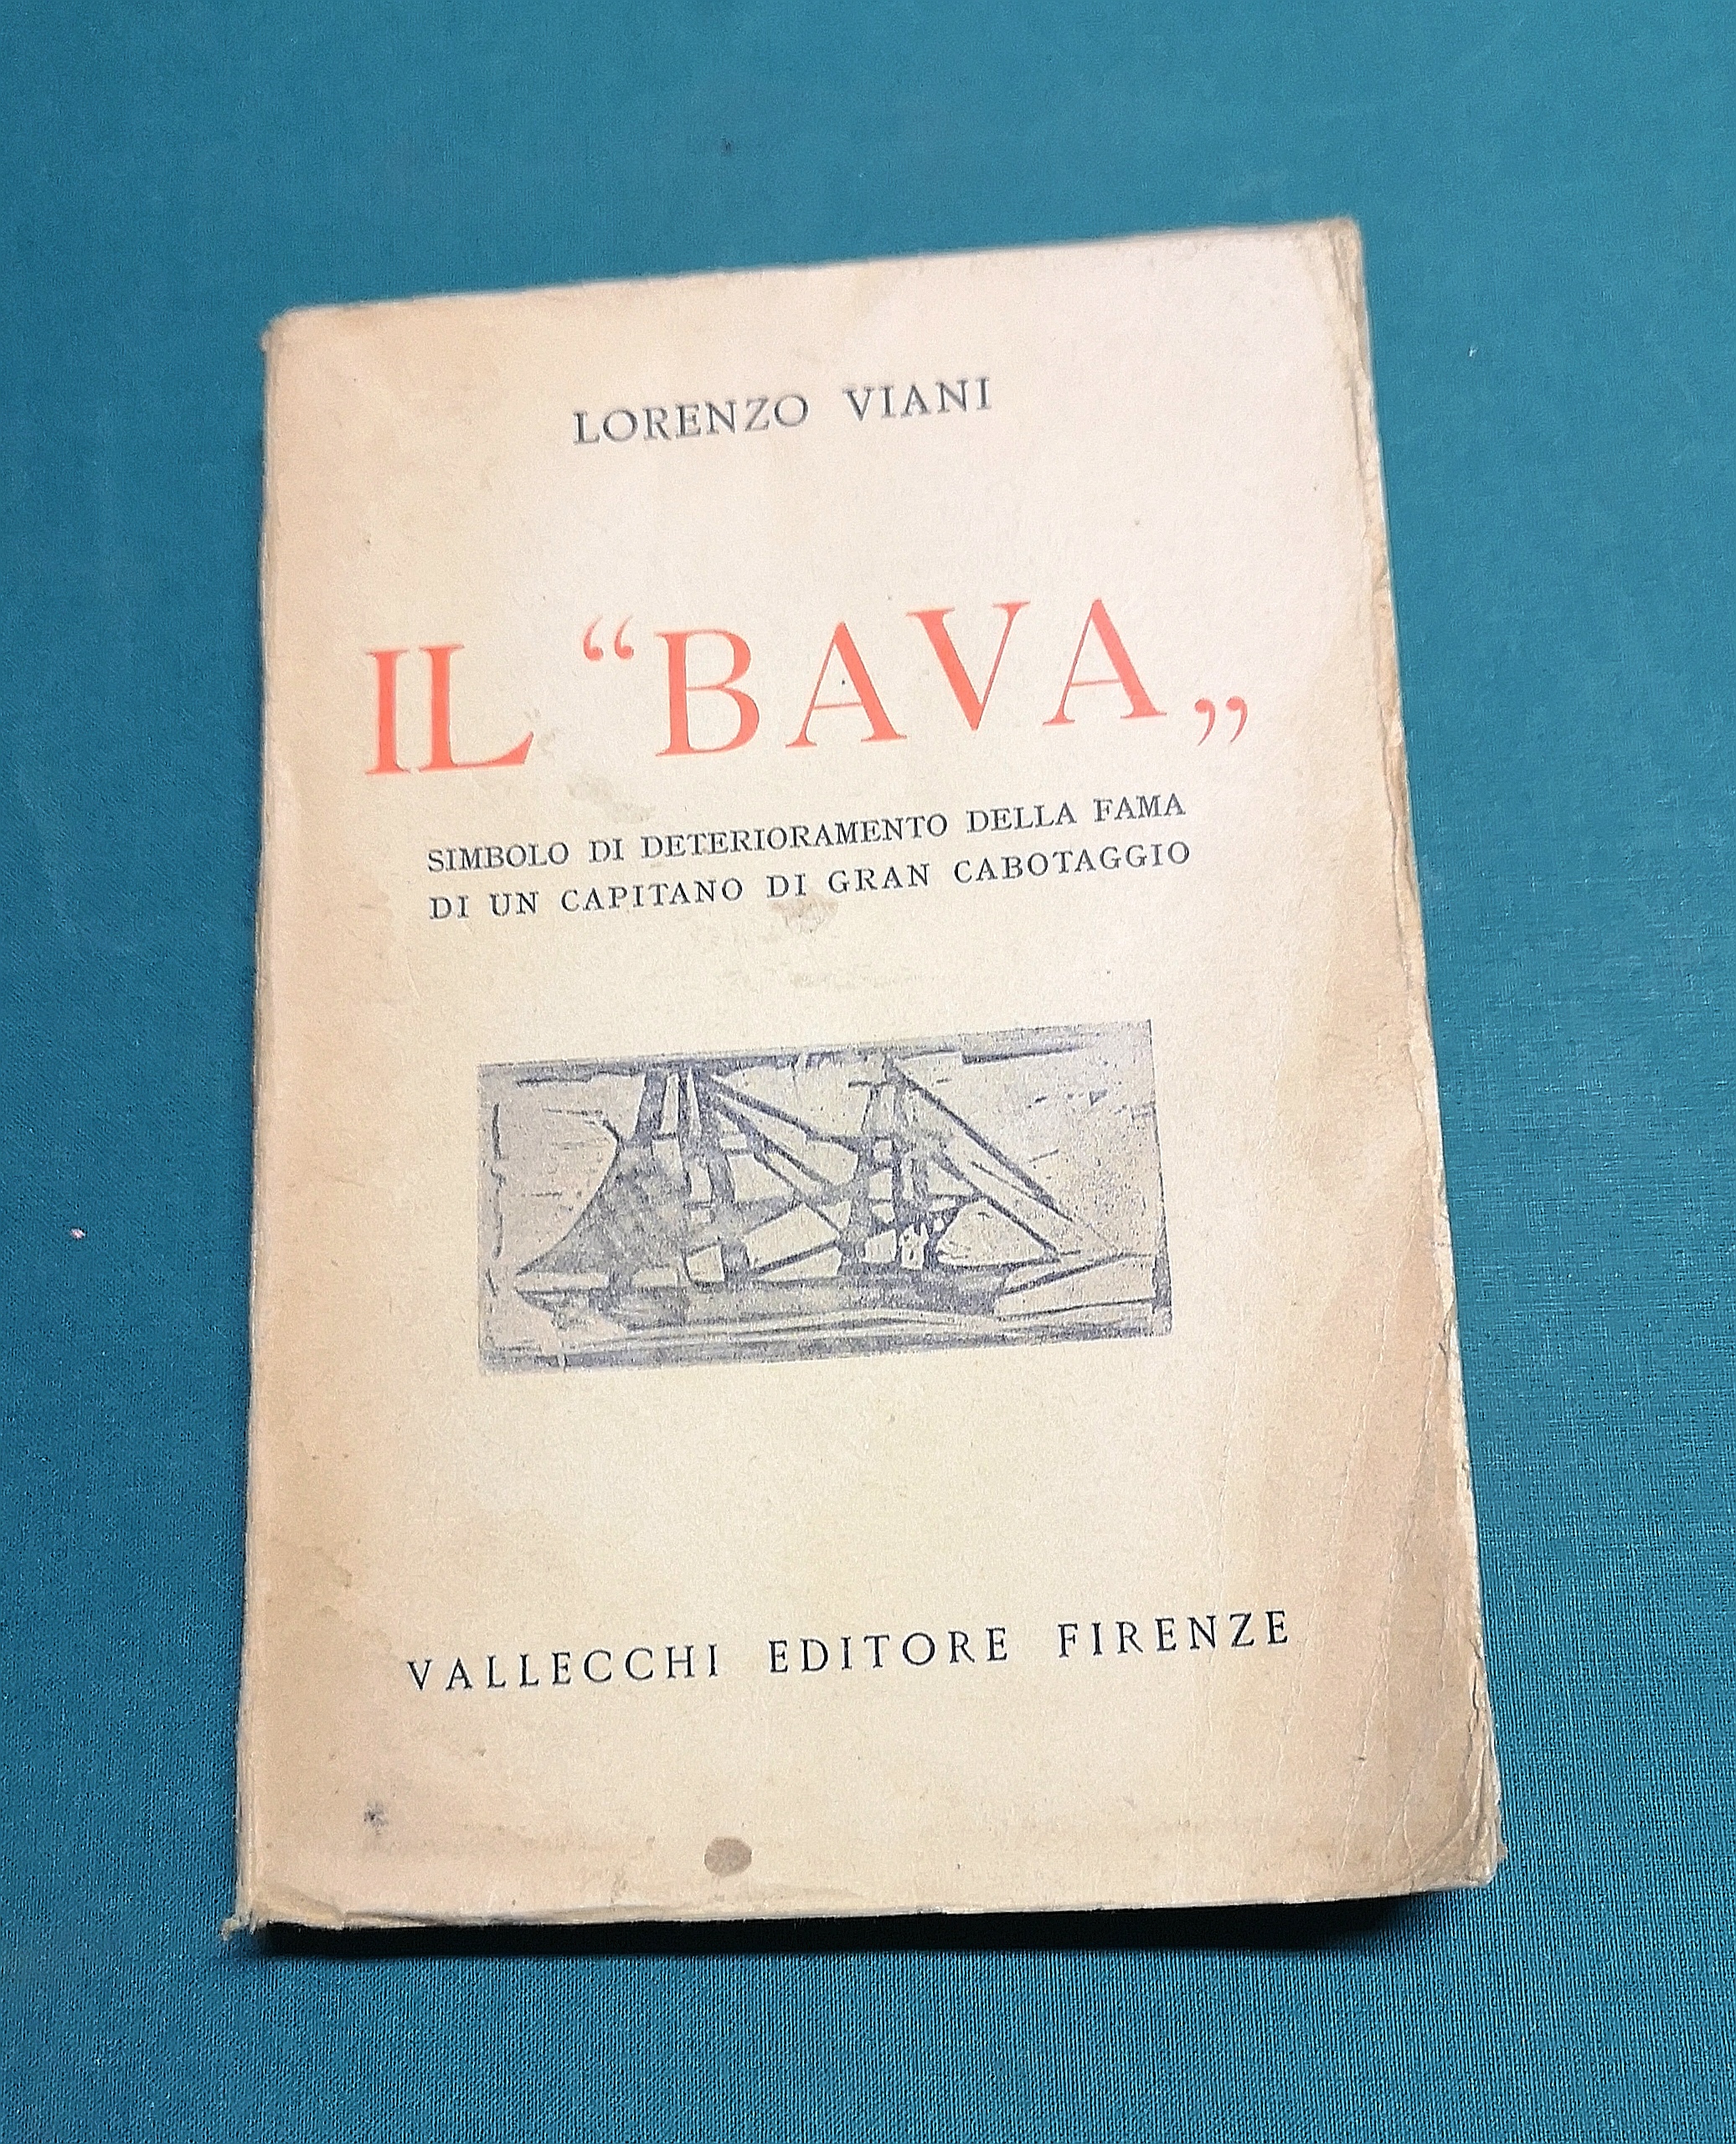 LORENZO VIANI
IL “BAVA„
SIMBOLO DI DETERIORAMENTO DELLA FAMA
DI UN CAPITANO DI GRAN CABOTAGGIO
VALLECCHI EDITORE FIRENZE